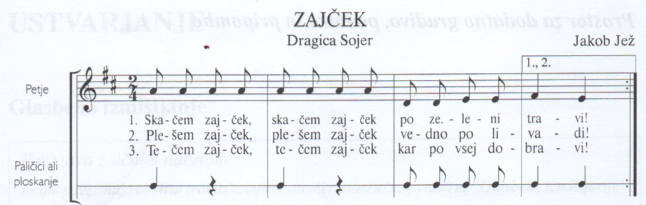 ZAJČEK
Dragica Sojer
Jakob Jež
1., 2.
Petje
1. Ska-čem zaj-ček, ska-čem zaj-ček po ze-le-ni tra-vi!
2. Ple-šem zaj-ček, ple-šem zaj-ček ve-dno po li-va-di!
3. Te-čem zaj-ček, te-čem zaj-ček kar po vsej do-bra-vi!
Paličici ali
ploskanje